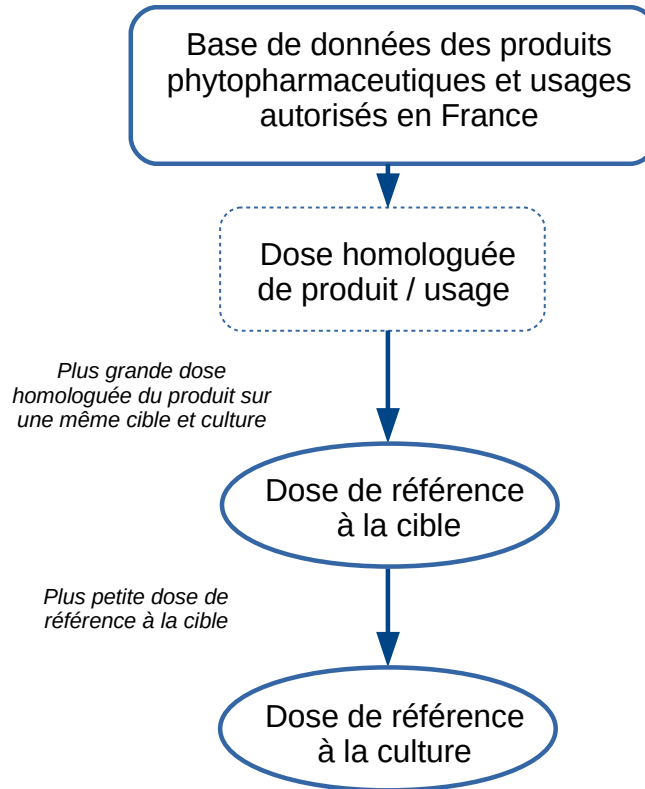 Base de données des produits
phytopharmaceutiques et usages
autorisés en France
Dose homologuée
de produit / usage
Plus grande dose
homologuée du produit sur
une même cible et culture
Dose de référence
à la cible
Plus petite dose de
référence à la cible
Dose de référence
à la culture